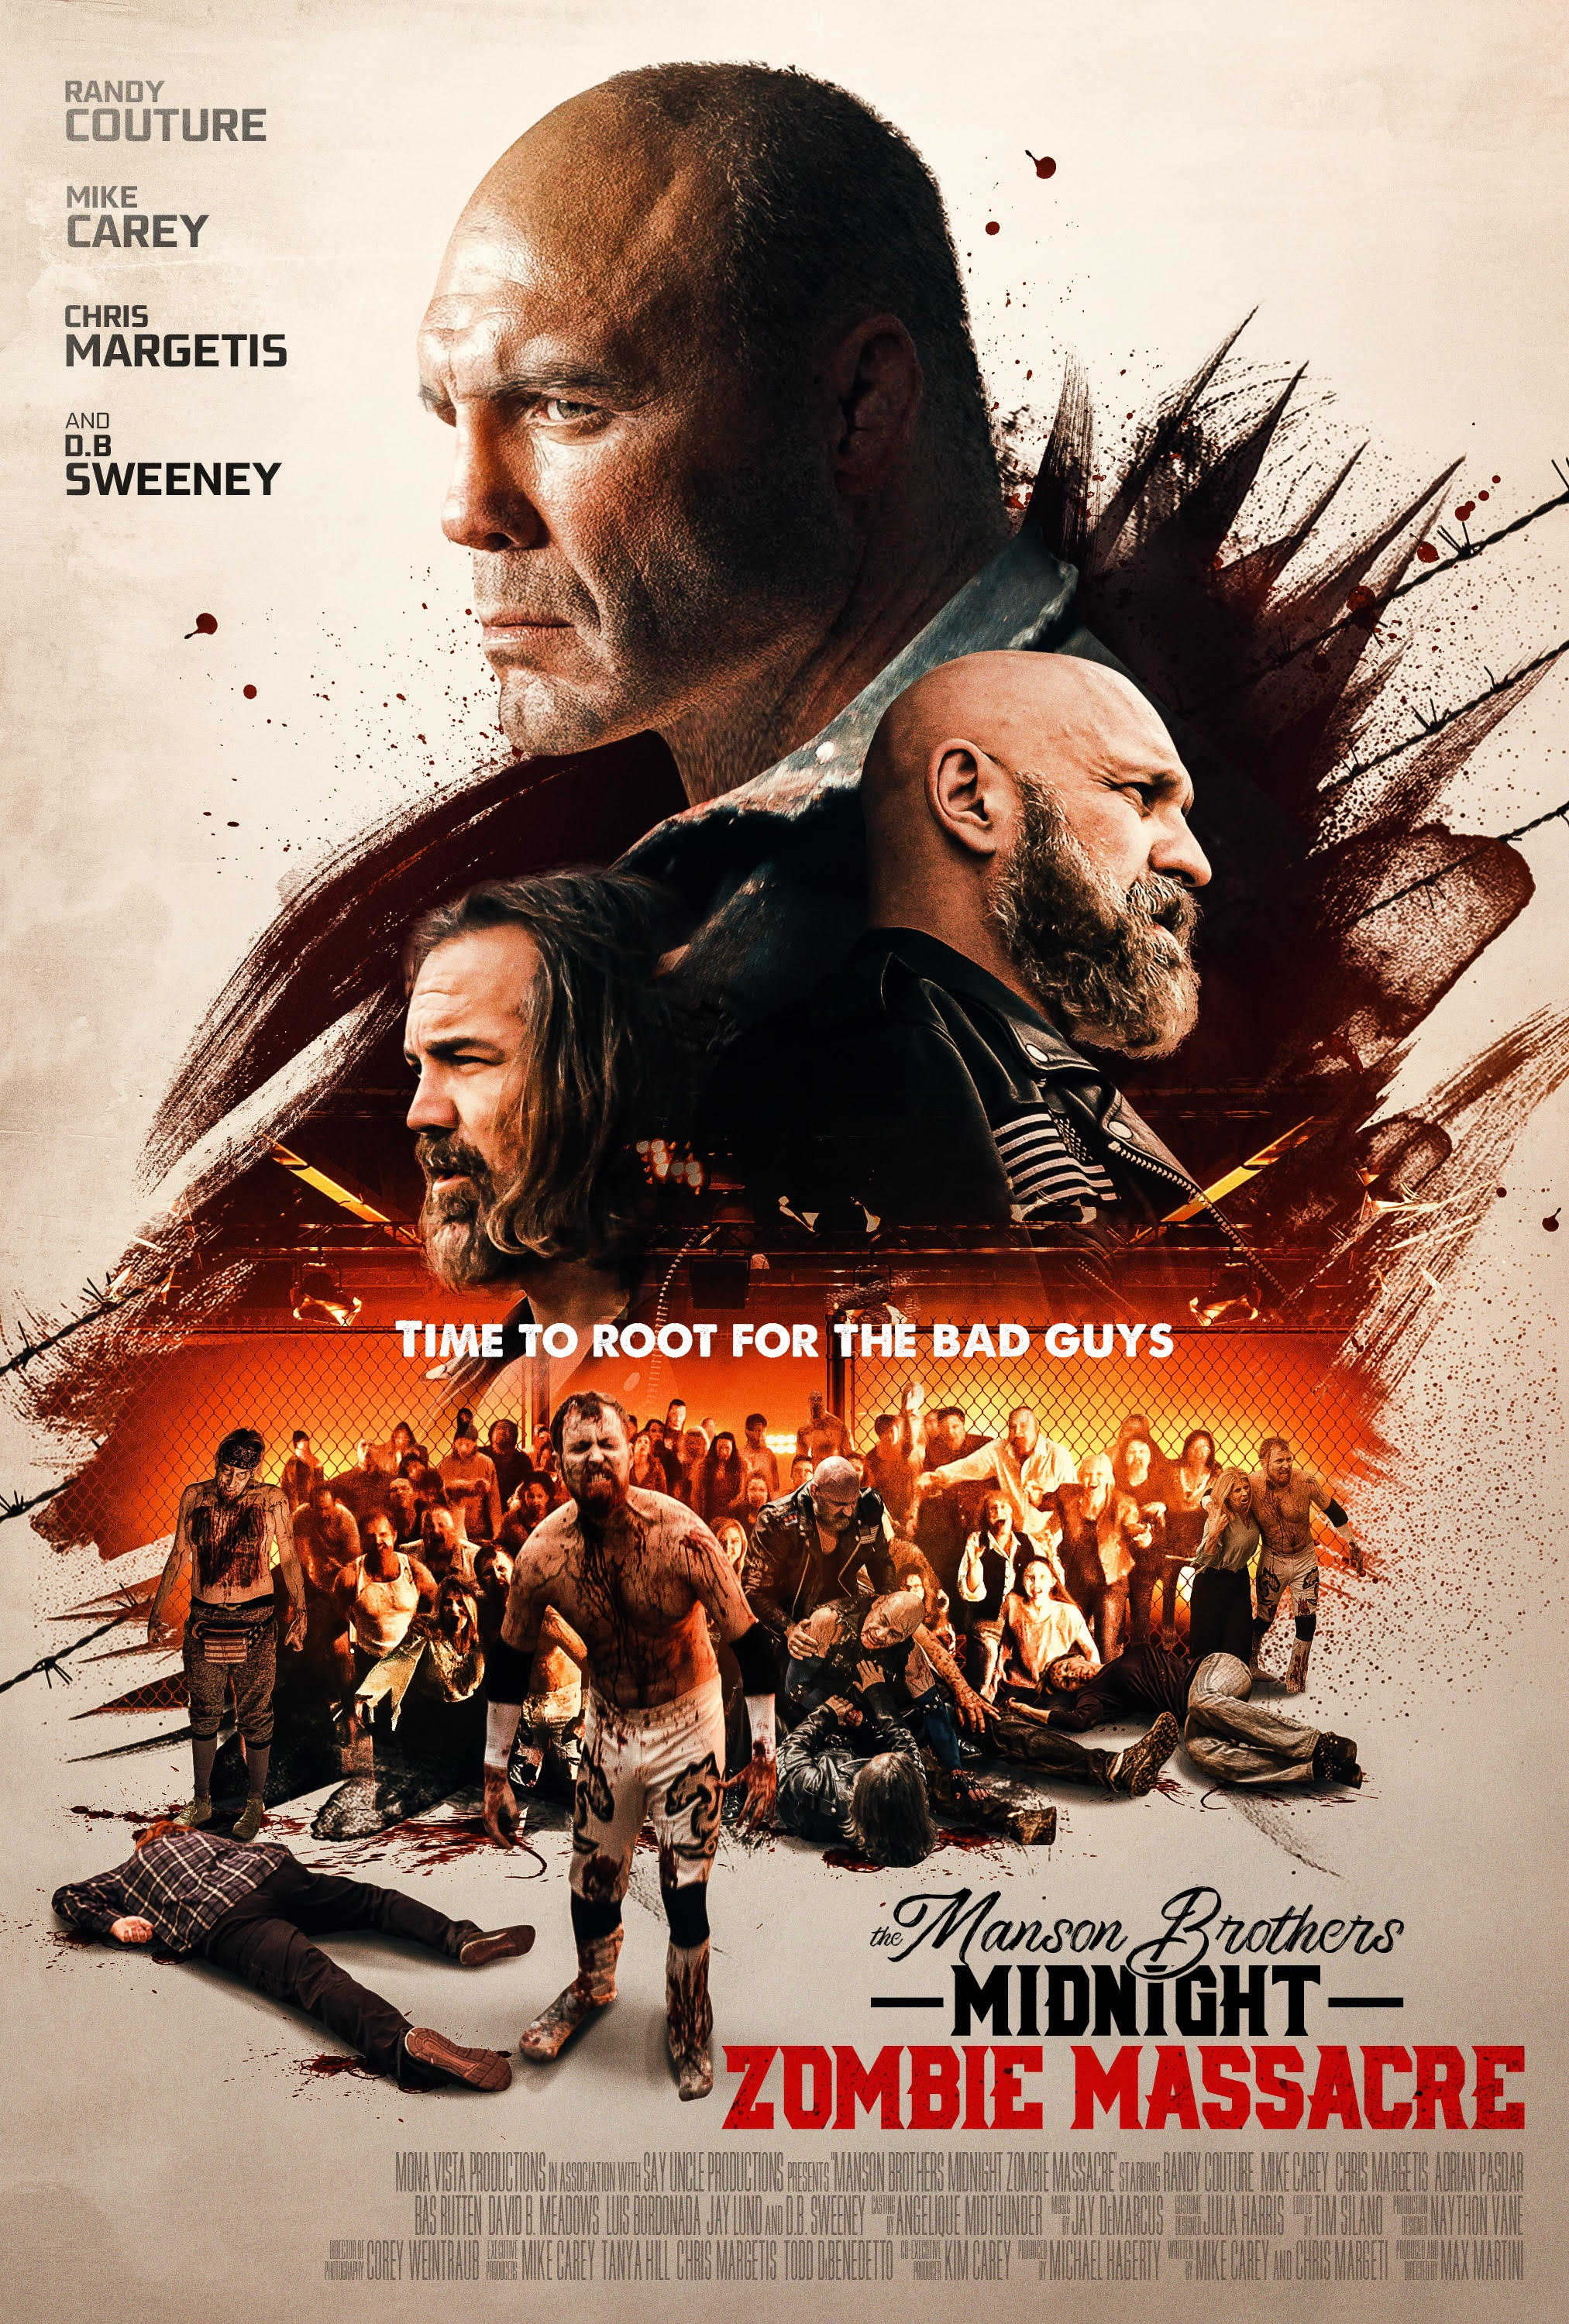 RANDY
COUTURE
MIKE
CAREY
CHRIS
MARGETIS
AND
D.B
SWEENEY
TIME TO ROOT FOR THE BAD GUYS
the Manson Brothers
MIDNIGHT
ZOMBIE MASSACRE
MONA VISTA PRODUCTIONS IN ASSOCIATION WITH SAY UNCLE PRODUCTIONS PRESENTS "MANSON BROTHERS MIDNIGHT ZOMBIE MASSACRE" STARRING RANDY COUTURE MIKE CAREY CHRIS MARGETIS ADRIAN PASDAR
BAS RUTTEN DAVID B. MEADOWS LUIS BORDONADA JAY LUND AND D.B. SWEENEY CASTING BY ANGELIQUE MIDTHUNDER MUSIC BY JAY DEMARCUS COSTUME DESIGNER JULIA HARRIS EDITED BY TIM SILANO PRODUCTION DESIGNER NAYTHON VANE
DIRECTOR OF PHOTOGRAPHY COREY WEINTRAUB EXECUTIVE PRODUCERS MIKE CAREY TANYA HILL CHRIS MARGETIS TODD DIBENEDETTO CO-EXECUTIVE PRODUCER KIM CAREY PRODUCED BY MICHAEL HAGERTY WRITTEN BY MIKE CAREY AND CHRIS MARGETI PRODUCED AND DIRECTED BY MAX MARTINI